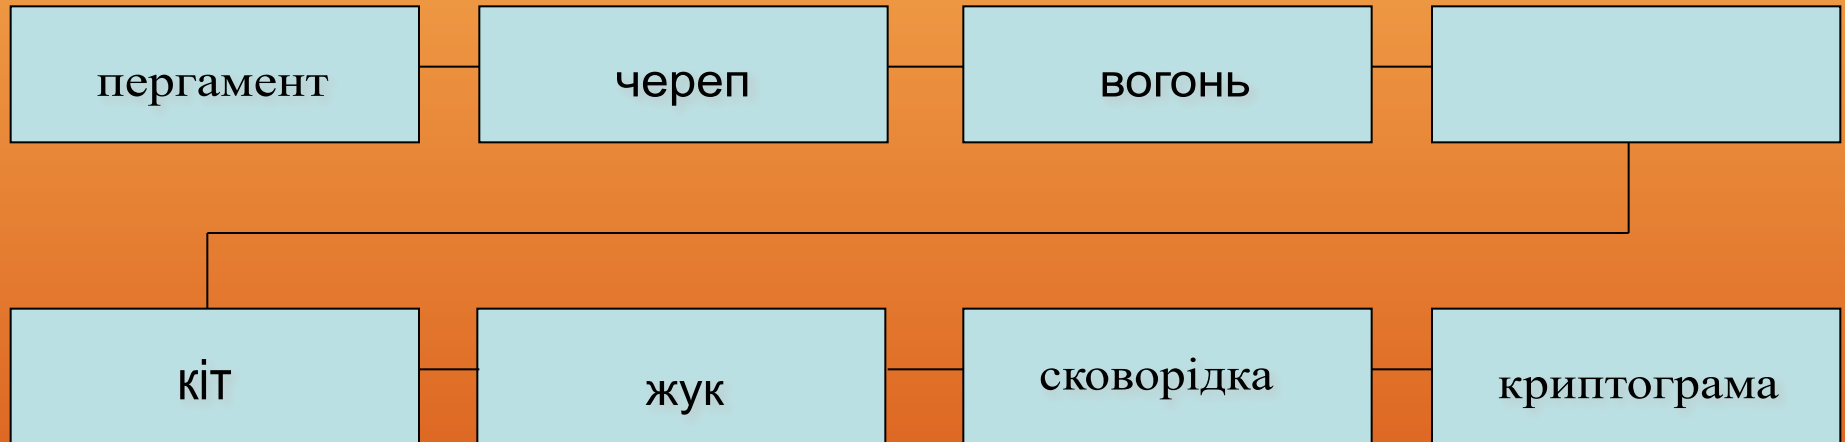 пергамент
череп
вогонь
кіт
жук
сковорідка
криптограма